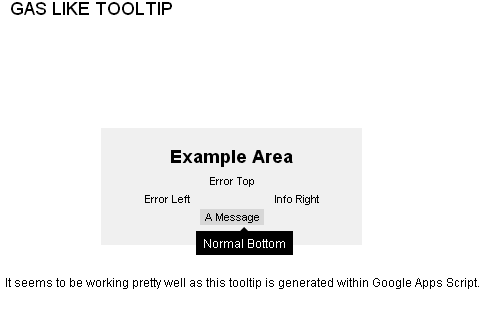 GAS LIKE TOOLTIP
Example Area
Error Top
Error Left Info Right
A Message
Normal Bottom
It seems to be working pretty well as this tooltip is generated within Google Apps Script.